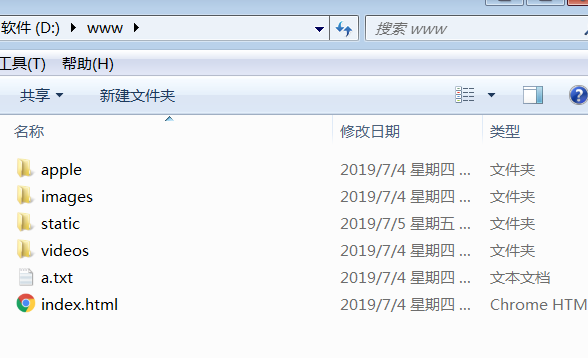 软件 (D:) www 搜索 www
工具(T) 帮助(H)
共享 新建文件夹
名称 修改日期 类型
apple 2019/7/4 星期四 ... 文件夹
images 2019/7/4 星期四 ... 文件夹
static 2019/7/5 星期五 ... 文件夹
videos 2019/7/4 星期四 ... 文件夹
a.txt 2019/7/4 星期四 ... 文本文档
index.html 2019/7/4 星期四 ... Chrome HTM